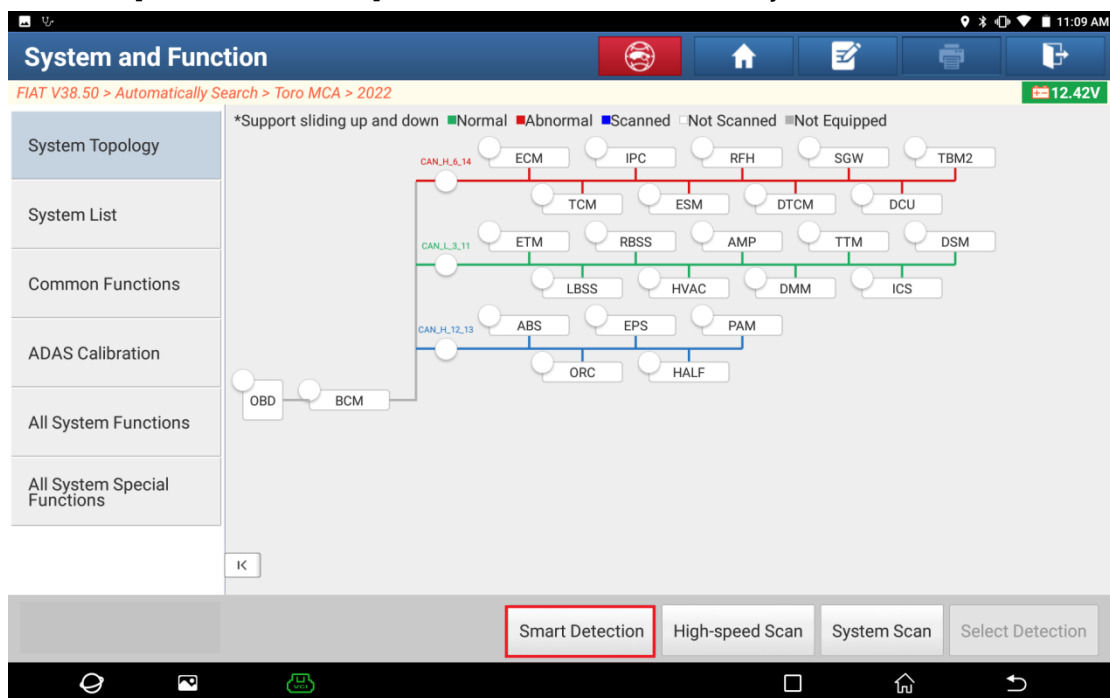 11:09 AM
System and Function
FIAT V38.50 > Automatically Search > Toro MCA > 2022
12.42V
System Topology
System List
Common Functions
ADAS Calibration
All System Functions
All System Special
Functions
*Support sliding up and down Normal Abnormal Scanned Not Scanned Not Equipped
CAN_H_6_14
ECM IPC RFH SGW TBM2
TCM ESM DTCM DCU
CAN_L_3_11
ETM RBSS AMP TTM DSM
LBSS HVAC DMM ICS
CAN_H_12_13
ABS EPS PAM
ORC HALF
OBD BCM
K
Smart Detection High-speed Scan System Scan Select Detection
VCI